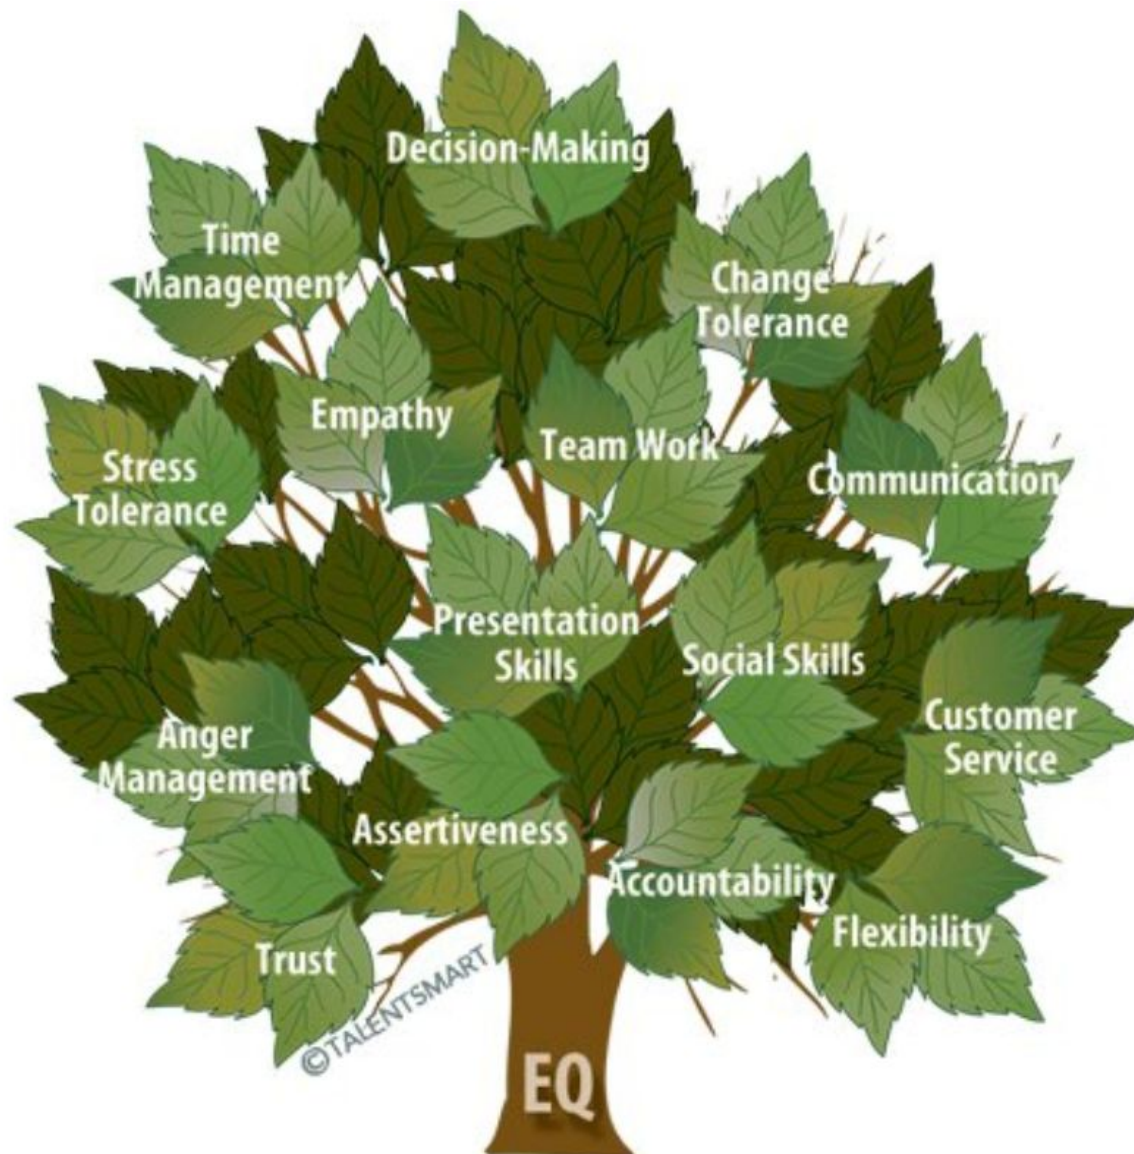 Decision-Making
Time
Management
Change
Tolerance
Empathy
Team Work
Stress
Tolerance
Communication
Presentation
Skills
Social Skills
Anger
Management
Customer
Service
Assertiveness
Accountability
Flexibility
Trust
©TALENTSMART
EQ